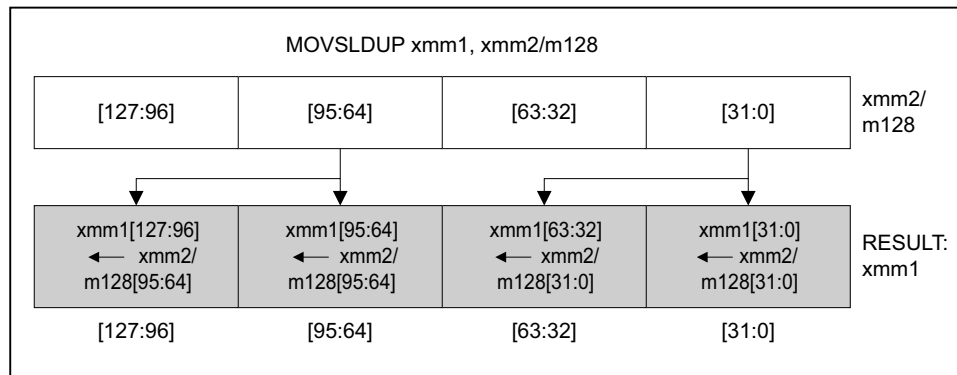 MOVSLDUP xmm1, xmm2/m128
[127:96] [95:64] [63:32] [31:0]
xmm2/
m128
xmm1[127:96]
← xmm2/
m128[95:64]
xmm1[95:64]
← xmm2/
m128[95:64]
xmm1[63:32]
← xmm2/
m128[31:0]
xmm1[31:0]
← xmm2/
m128[31:0]
RESULT:
xmm1
[127:96] [95:64] [63:32] [31:0]